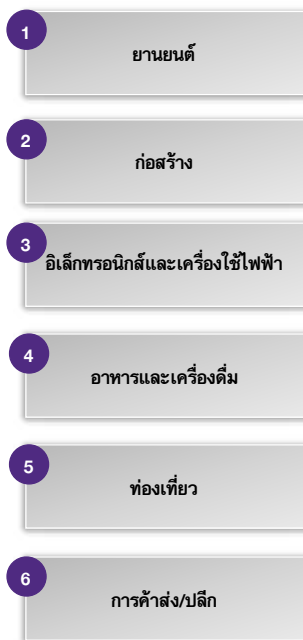 1
ยานยนต์
2
ก่อสร้าง
3
อิเล็กทรอนิกส์และเครื่องใช้ไฟฟ้า
4
อาหารและเครื่องดื่ม
5
ท่องเที่ยว
6
การค้าส่ง/ปลีก